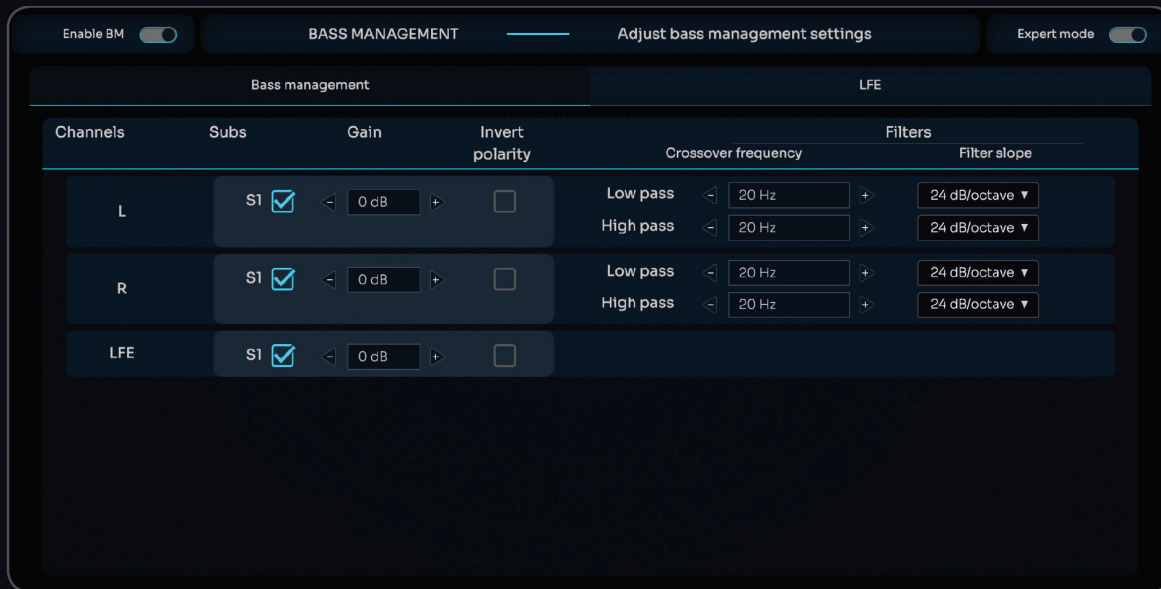 Enable BM
BASS MANAGEMENT
Adjust bass management settings
Expert mode
Bass management
LFE
Channels
Subs
Gain
Invert
polarity
Filters
Crossover frequency
Filter slope
L
S1
- 0 dB +
Low pass - 20 Hz + 24 dB/octave ▼
High pass - 20 Hz + 24 dB/octave ▼
R
S1
- 0 dB +
Low pass - 20 Hz + 24 dB/octave ▼
High pass - 20 Hz + 24 dB/octave ▼
LFE
S1
- 0 dB +